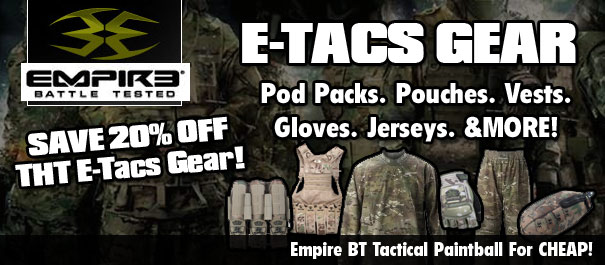 EMPIRE
BATTLE TESTED
E-TACS GEAR
Pod Packs. Pouches. Vests.
Gloves. Jerseys. &MORE!
SAVE 20% OFF
THT E-Tacs Gear!
Empire BT Tactical Paintball For CHEAP!